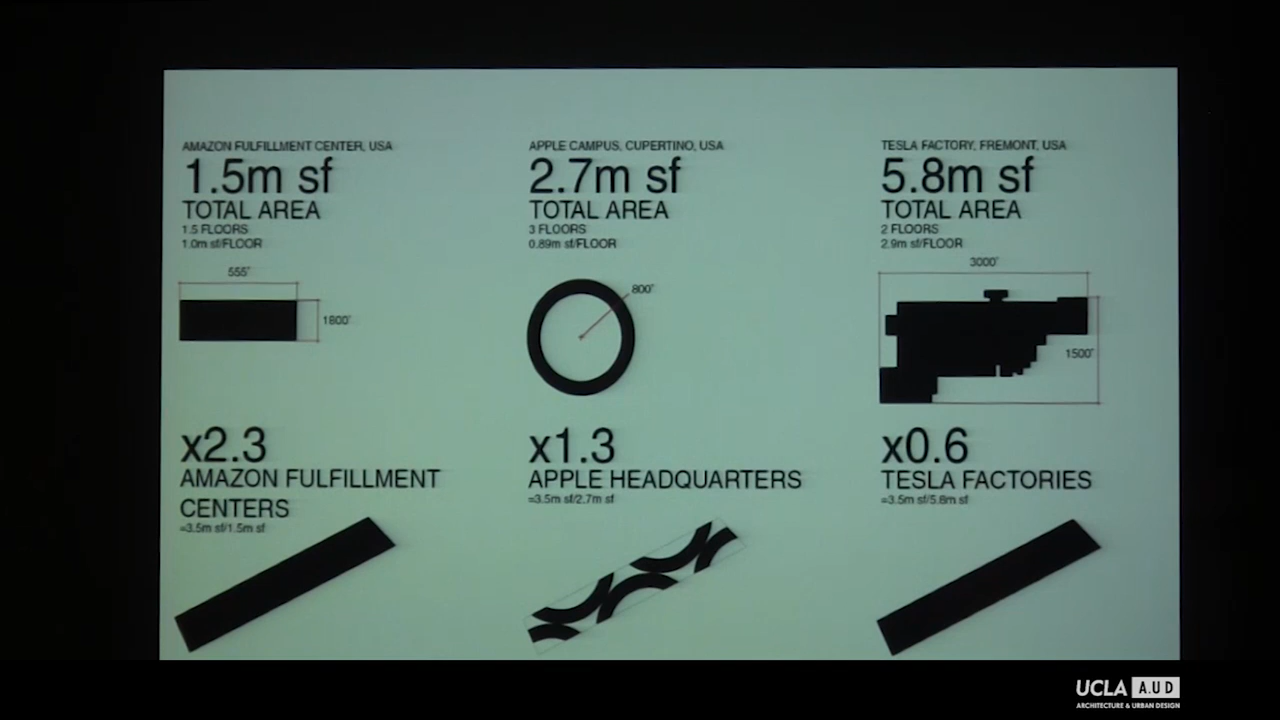 AMAZON FULFILLMENT CENTER, USA
1.5m sf
TOTAL AREA
1.5 FLOORS
1.0m sf/FLOOR
555'
1800'
x2.3
AMAZON FULFILLMENT
CENTERS
=3.5m sf/1.5m sf
APPLE CAMPUS, CUPERTINO, USA
2.7m sf
TOTAL AREA
3 FLOORS
0.89m sf/FLOOR
800'
x1.3
APPLE HEADQUARTERS
=3.5m sf/2.7m sf
TESLA FACTORY, FREMONT, USA
5.8m sf
TOTAL AREA
2 FLOORS
2.9m sf/FLOOR
3000'
1500'
x0.6
TESLA FACTORIES
=3.5m sf/5.8m sf
UCLA A.U D
ARCHITECTURE & URBAN DESIGN